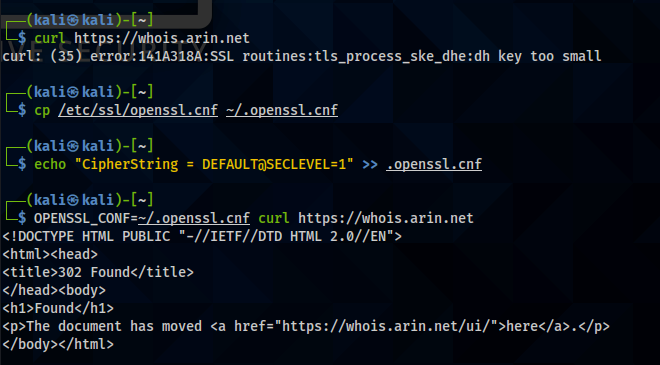 ┌──(kali㉿kali)-[~]
└─$ curl https://whois.arin.net
curl: (35) error:141A318A:SSL routines:tls_process_ske_dhe:dh key too small
┌──(kali㉿kali)-[~]
└─$ cp /etc/ssl/openssl.cnf ~/.openssl.cnf
┌──(kali㉿kali)-[~]
└─$ echo "CipherString = DEFAULT@SECLEVEL=1" >> .openssl.cnf
┌──(kali㉿kali)-[~]
└─$ OPENSSL_CONF=~/.openssl.cnf curl https://whois.arin.net
<!DOCTYPE HTML PUBLIC "-//IETF//DTD HTML 2.0//EN">
<html><head>
<title>302 Found</title>
</head><body>
<h1>Found</h1>
<p>The document has moved <a href="https://whois.arin.net/ui/">here</a>.</p>
</body></html>